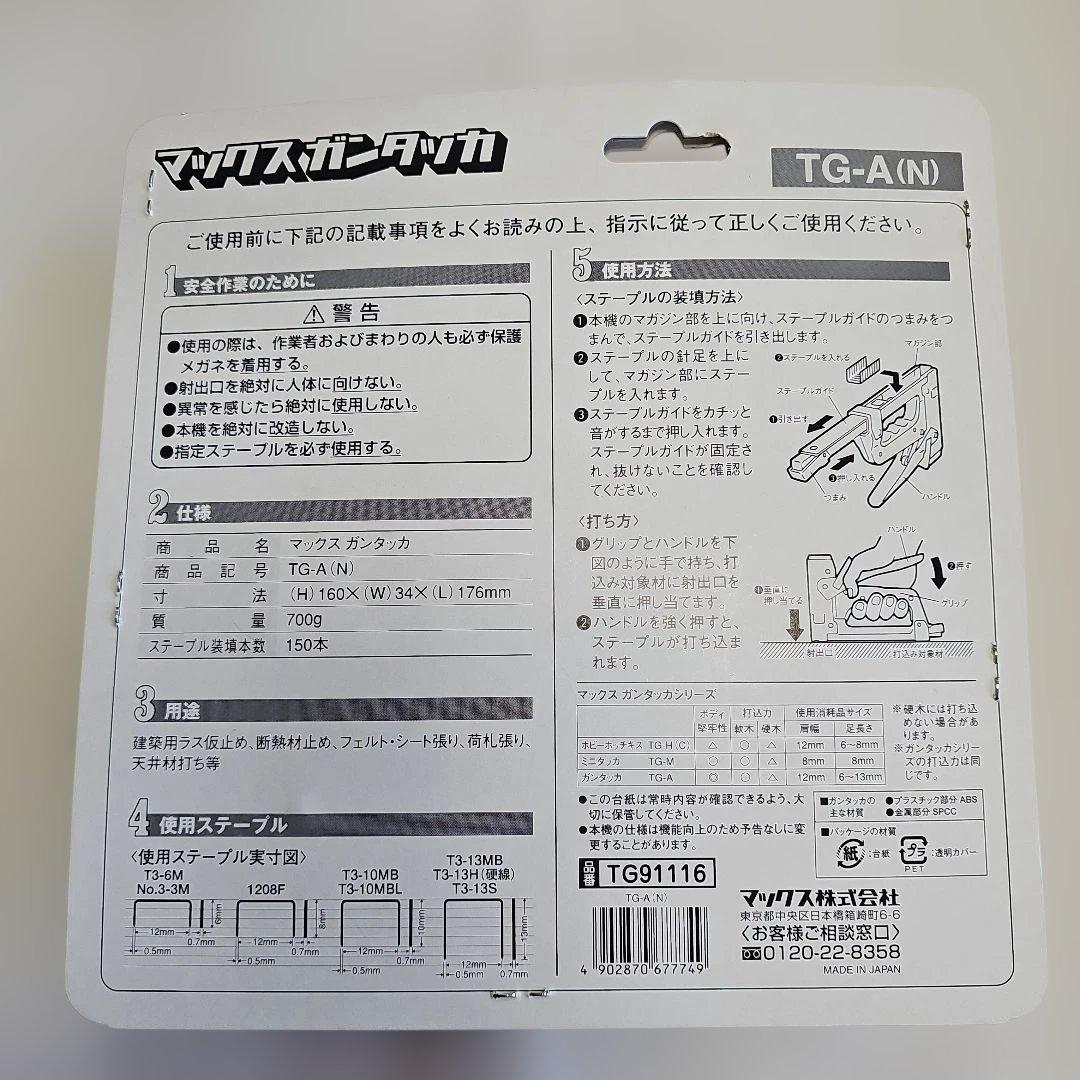 マックス ガンタッカ
TG-A(N)
ご使用前に下記の記載事項をよくお読みの上、指示に従って正しくご使用ください。
1 安全作業のために
⚠ 警告
●使用の際は、作業者およびまわりの人も必ず保護
メガネを着用する。
●射出口を絶対に人体に向けない。
●異常を感じたら絶対に使用しない。
●本機を絶対に改造しない。
●指定ステープルを必ず使用する。
2 仕様
商品名 マックス ガンタッカ
商品記号 TG-A(N)
寸法 (H)160×(W)34×(L)176mm
質量 700g
ステープル装填本数 150本
3 用途
建築用ラス仮止め、断熱材止め、フェルト・シート張り、荷札張り、
天井材打ち等
4 使用ステープル
〈使用ステープル実寸図〉
T3-6M
No.3-3M
6mm
12mm
0.7mm
0.5mm
1208F
8mm
12mm
0.7mm
0.5mm
T3-10MB
T3-10MBL
10mm
12mm
0.7mm
0.5mm
T3-13MB
T3-13H(硬線)
T3-13S
13mm
12mm
0.5mm
0.7mm
5 使用方法
〈ステープルの装填方法〉
❶本機のマガジン部を上に向け、ステープルガイドのつまみをつ
まんで、ステープルガイドを引き出します。
❷ステープルの針足を上に
して、マガジン部にステー
プルを入れます。
❸ステープルガイドをカチッと
音がするまで押し入れます。
ステープルガイドが固定さ
れ、抜けないことを確認し
てください。
マガジン部
❷ステープルを入れる
ステープルガイド
❶引き出す
❸押し入れる
つまみ
ハンドル
〈打ち方〉
❶グリップとハンドルを下
図のように手で持ち、打
込み対象材に射出口を
垂直に押し当てます。
❷ハンドルを強く押すと、
ステープルが打ち込ま
れます。
ハンドル
❷押す
❶垂直に
押し当てる
グリップ
射出口
打込み対象材
マックス ガンタッカシリーズ
ボディ 打込力 使用消耗品サイズ
堅牢性 軟木 硬木 肩幅 足長さ
ホビーホッチキス TG-H(C) △ ○ △ 12mm 6~8mm
ミニタッカ TG-M ○ ○ △ 8mm 8mm
ガンタッカ TG-A ◎ ○ △ 12mm 6~13mm
※硬木には打ち込
めない場合があ
ります。
※ガンタッカシリー
ズの打込力は同
じです。
●この台紙は常時内容が確認できるよう、大
切に保管してください。
●本機の仕様は機能向上のため予告なしに変
更することがあります。
■ガンタッカの
主な材質
●プラスチック部分 ABS
●金属部分 SPCC
■パッケージの材質
紙 :台紙
プラ :透明カバー
PET
品番 TG91116
TG-A(N)
4 902870 677749
マックス株式会社
東京都中央区日本橋箱崎町6-6
〈お客様ご相談窓口〉
0120-22-8358
MADE IN JAPAN